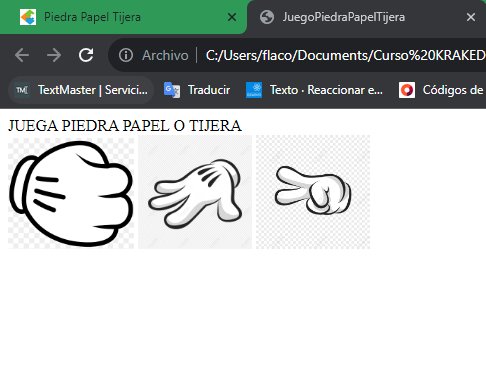 Piedra Papel Tijera
JuegoPiedraPapelTijera
Archivo C:/Users/flaco/Documents/Curso%20KRAKED
TM TextMaster | Servici...
Traducir
Texto · Reaccionar e...
Códigos de
JUEGA PIEDRA PAPEL O TIJERA